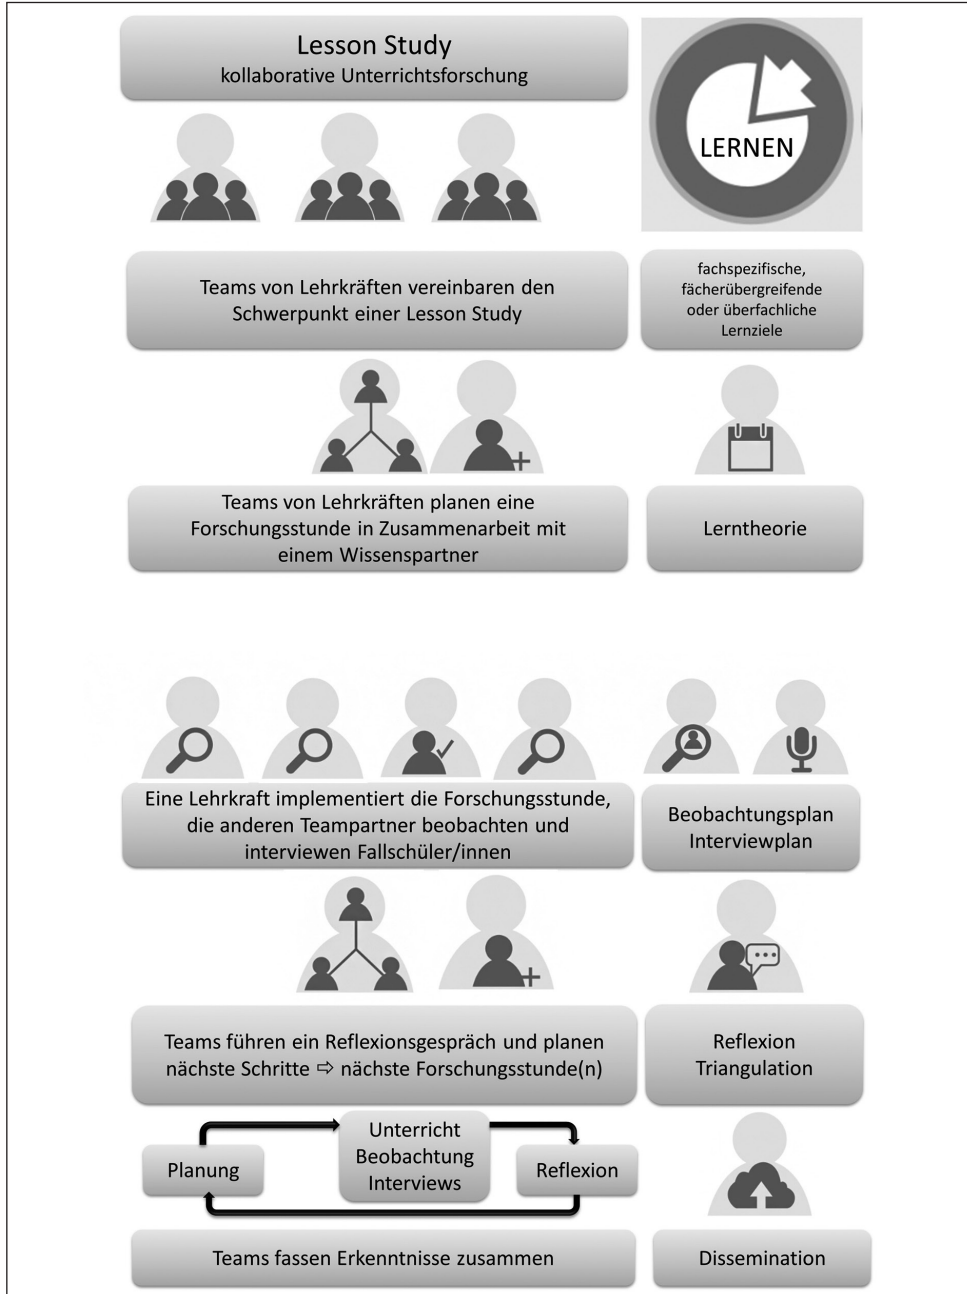 Lesson Study
kollaborative Unterrichtsforschung
LERNEN
Teams von Lehrkräften vereinbaren den
Schwerpunkt einer Lesson Study
fachspezifische,
fächerübergreifende
oder überfachliche
Lernziele
Teams von Lehrkräften planen eine
Forschungsstunde in Zusammenarbeit mit
einem Wissenspartner
Lerntheorie
Eine Lehrkraft implementiert die Forschungsstunde,
die anderen Teampartner beobachten und
interviewen Fallschüler/innen
Beobachtungsplan
Interviewplan
Teams führen ein Reflexionsgespräch und planen
nächste Schritte ⇨ nächste Forschungsstunde(n)
Reflexion
Triangulation
Planung
Unterricht
Beobachtung
Interviews
Reflexion
Teams fassen Erkenntnisse zusammen
Dissemination